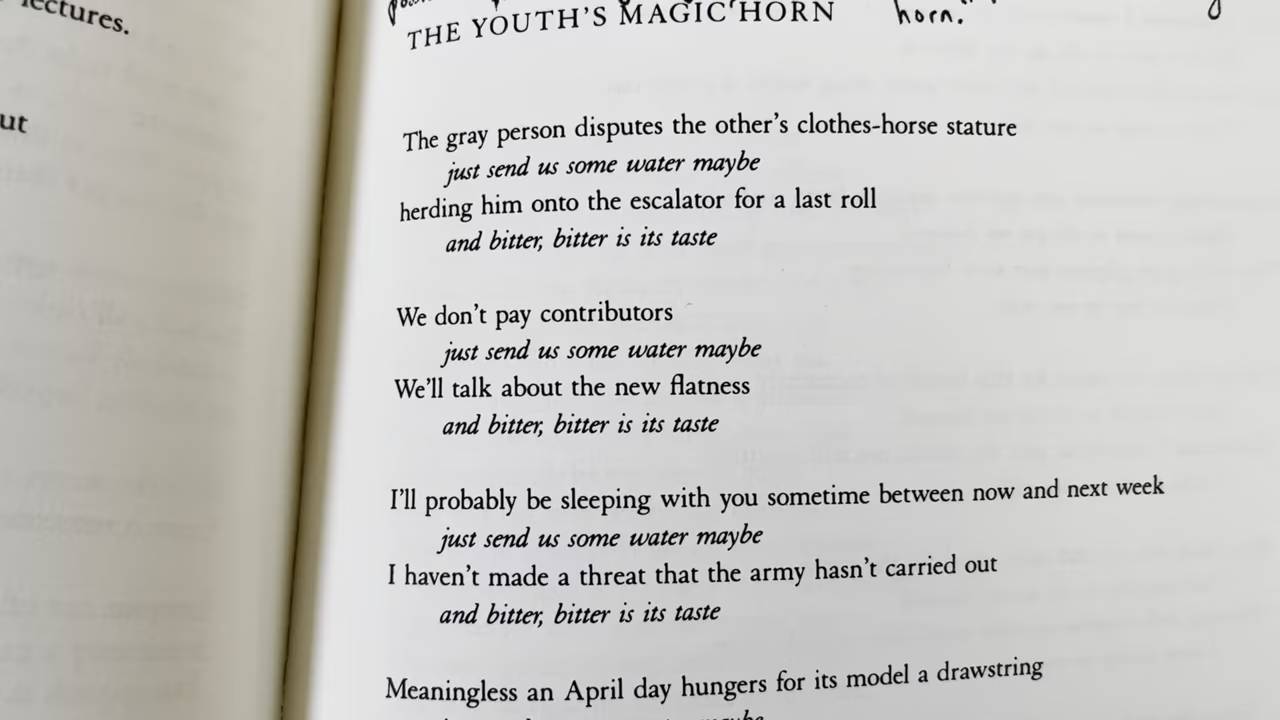 lectures.
ut
THE YOUTH'S MAGIC HORN
horn."
The gray person disputes the other's clothes-horse stature
just send us some water maybe
herding him onto the escalator for a last roll
and bitter, bitter is its taste
We don't pay contributors
just send us some water maybe
We'll talk about the new flatness
and bitter, bitter is its taste
I'll probably be sleeping with you sometime between now and next week
just send us some water maybe
I haven't made a threat that the army hasn't carried out
and bitter, bitter is its taste
Meaningless an April day hungers for its model a drawstring
maybe